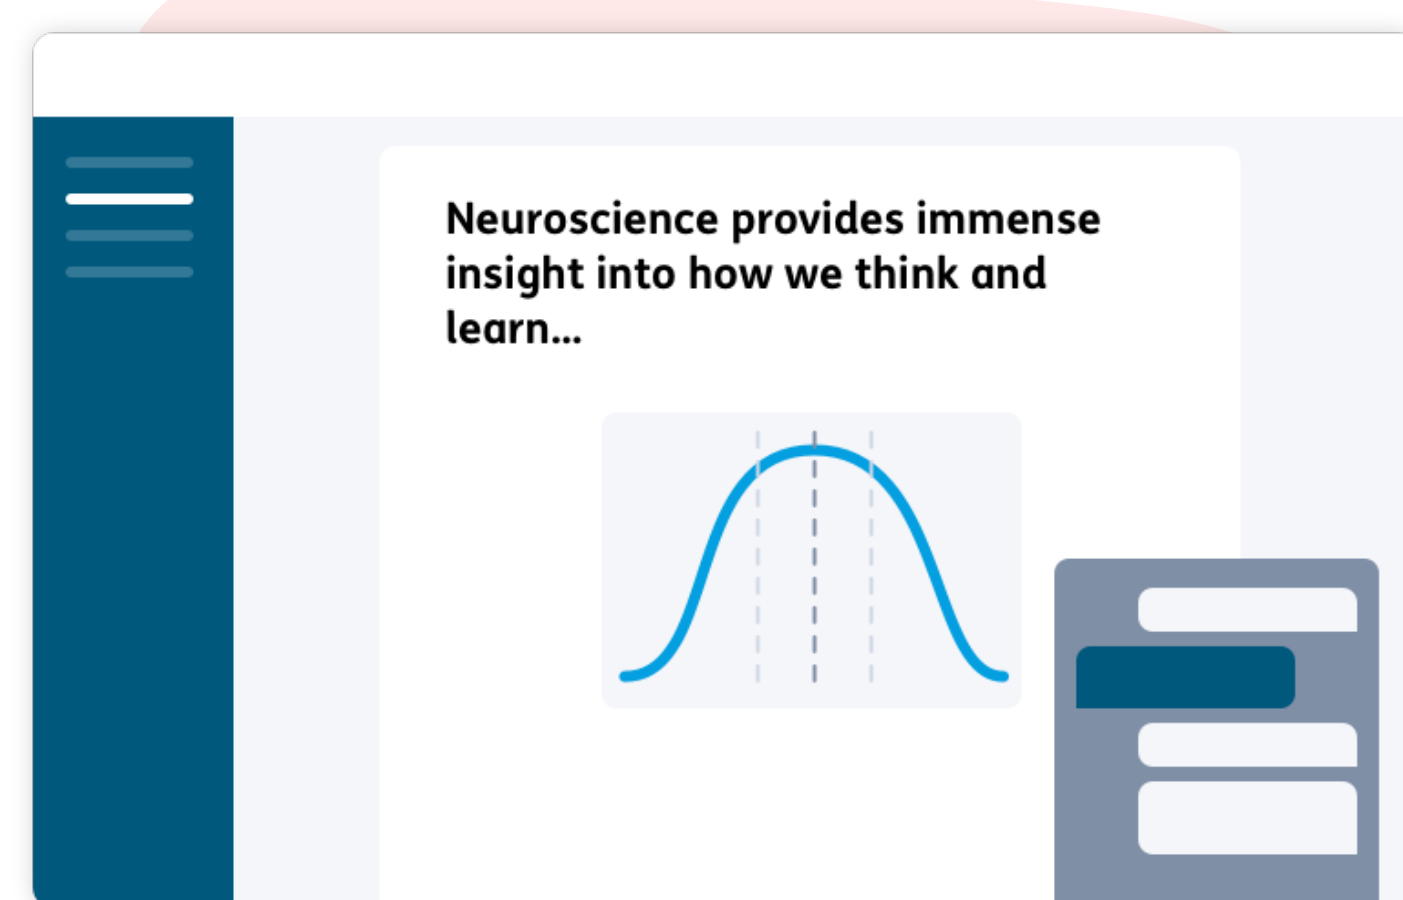 Neuroscience provides immense
insight into how we think and
learn...